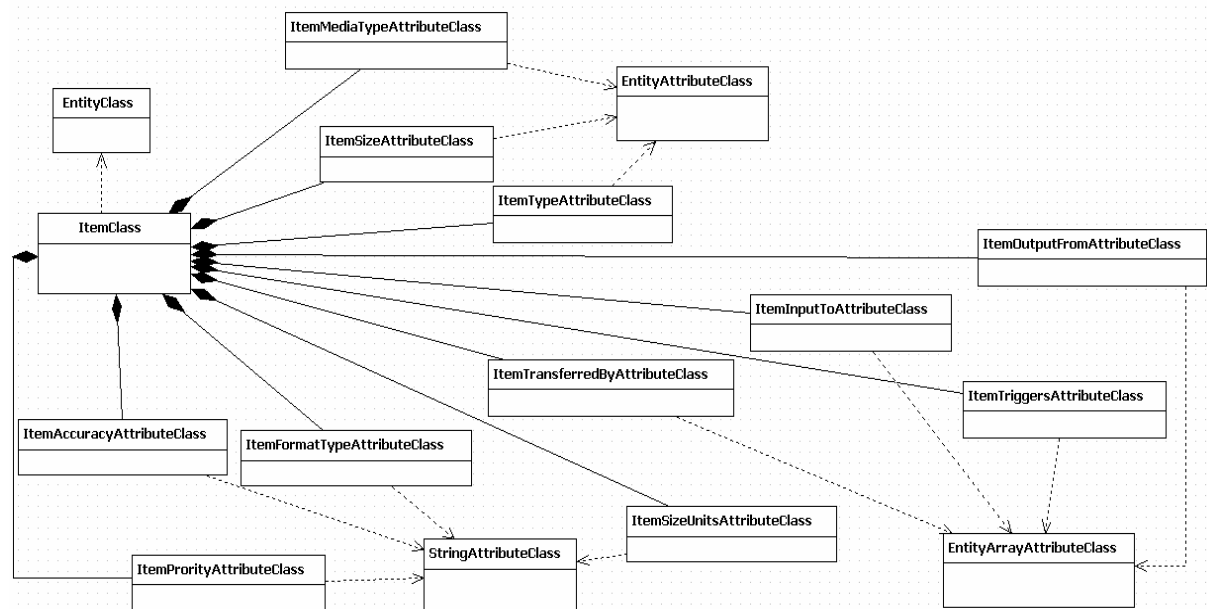 ItemMediaTypeAttributeClass
EntityAttributeClass
EntityClass
ItemSizeAttributeClass
ItemTypeAttributeClass
ItemClass
ItemOutputFromAttributeClass
ItemInputToAttributeClass
ItemTransferredByAttributeClass
ItemTriggersAttributeClass
ItemAccuracyAttributeClass
ItemFormatTypeAttributeClass
ItemSizeUnitsAttributeClass
StringAttributeClass
EntityArrayAttributeClass
ItemProrityAttributeClass